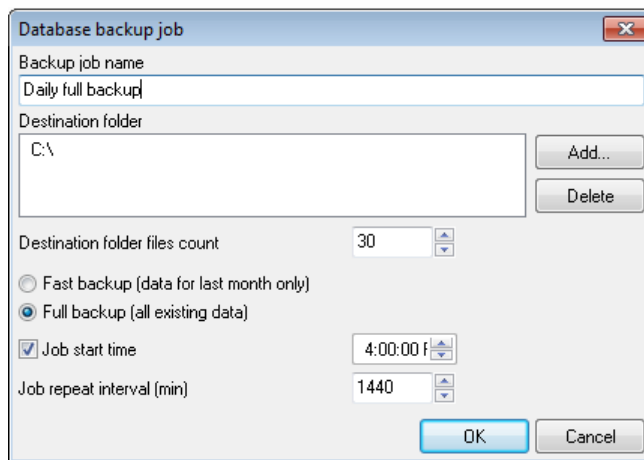 Database backup job
Backup job name
Daily full backup
Destination folder
C:\
Add...
Delete
Destination folder files count
30
Fast backup (data for last month only)
Full backup (all existing data)
Job start time
4:00:00
Job repeat interval (min)
1440
OK
Cancel